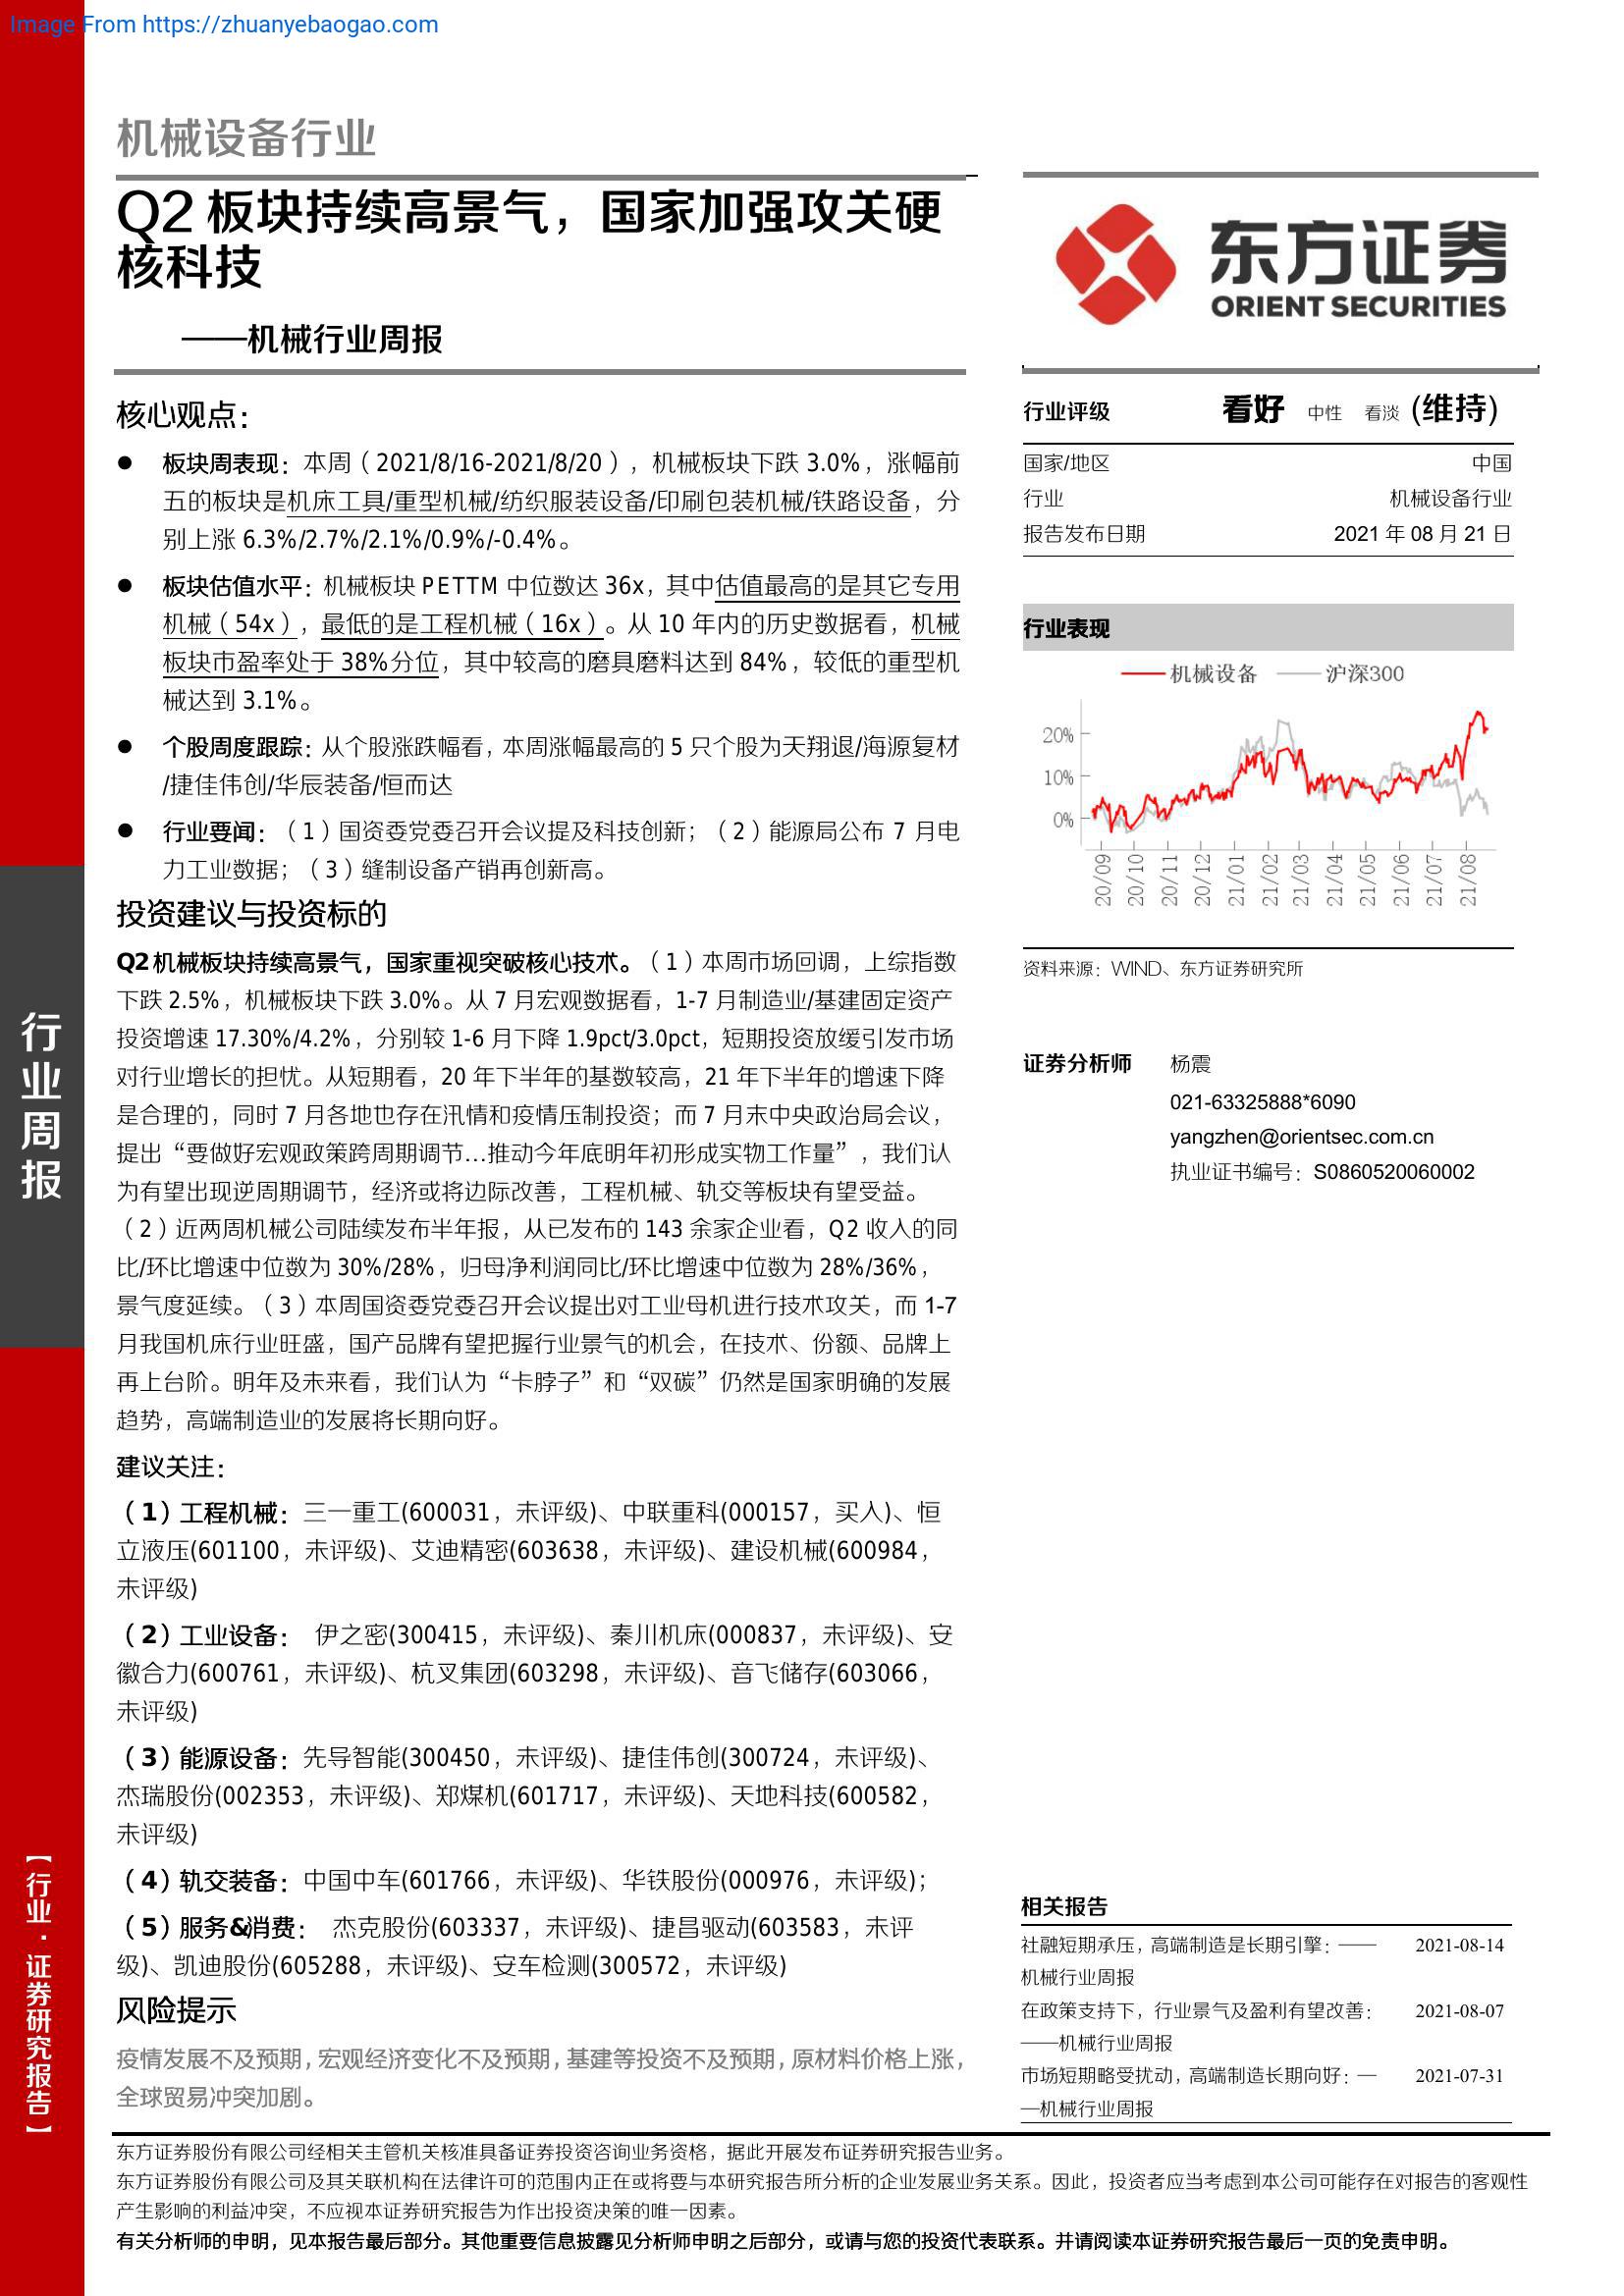 Image From https://zhuanyebaogao.com
机械设备行业
Q2 板块持续高景气，国家加强攻关硬
核科技
——机械行业周报
核心观点：
● 板块周表现：本周（2021/8/16-2021/8/20），机械板块下跌 3.0%，涨幅前
五的板块是机床工具/重型机械/纺织服装设备/印刷包装机械/铁路设备，分
别上涨 6.3%/2.7%/2.1%/0.9%/-0.4%。
● 板块估值水平：机械板块 PETTM 中位数达 36x，其中估值最高的是其它专用
机械（54x），最低的是工程机械（16x）。从 10 年内的历史数据看，机械
板块市盈率处于 38%分位，其中较高的磨具磨料达到 84%，较低的重型机
械达到 3.1%。
● 个股周度跟踪：从个股涨跌幅看，本周涨幅最高的 5 只个股为天翔退/海源复材
/捷佳伟创/华辰装备/恒而达
● 行业要闻：（1）国资委党委召开会议提及科技创新；（2）能源局公布 7 月电
力工业数据；（3）缝制设备产销再创新高。
投资建议与投资标的
Q2机械板块持续高景气，国家重视突破核心技术。（1）本周市场回调，上综指数
下跌 2.5%，机械板块下跌 3.0%。从 7 月宏观数据看，1-7 月制造业/基建固定资产
投资增速 17.30%/4.2%，分别较 1-6 月下降 1.9pct/3.0pct，短期投资放缓引发市场
对行业增长的担忧。从短期看，20 年下半年的基数较高，21 年下半年的增速下降
是合理的，同时 7 月各地也存在汛情和疫情压制投资；而 7 月末中央政治局会议，
提出“要做好宏观政策跨周期调节…推动今年底明年初形成实物工作量”，我们认
为有望出现逆周期调节，经济或将边际改善，工程机械、轨交等板块有望受益。
（2）近两周机械公司陆续发布半年报，从已发布的 143 余家企业看，Q2 收入的同
比/环比增速中位数为 30%/28%，归母净利润同比/环比增速中位数为 28%/36%，
景气度延续。（3）本周国资委党委召开会议提出对工业母机进行技术攻关，而 1-7
月我国机床行业旺盛，国产品牌有望把握行业景气的机会，在技术、份额、品牌上
再上台阶。明年及未来看，我们认为“卡脖子”和“双碳”仍然是国家明确的发展
趋势，高端制造业的发展将长期向好。
建议关注：
（1）工程机械：三一重工(600031，未评级)、中联重科(000157，买入)、恒
立液压(601100，未评级)、艾迪精密(603638，未评级)、建设机械(600984，
未评级)
（2）工业设备： 伊之密(300415，未评级)、秦川机床(000837，未评级)、安
徽合力(600761，未评级)、杭叉集团(603298，未评级)、音飞储存(603066，
未评级)
（3）能源设备：先导智能(300450，未评级)、捷佳伟创(300724，未评级)、
杰瑞股份(002353，未评级)、郑煤机(601717，未评级)、天地科技(600582，
未评级)
（4）轨交装备：中国中车(601766，未评级)、华铁股份(000976，未评级)；
（5）服务&消费： 杰克股份(603337，未评级)、捷昌驱动(603583，未评
级)、凯迪股份(605288，未评级)、安车检测(300572，未评级)
风险提示
疫情发展不及预期，宏观经济变化不及预期，基建等投资不及预期，原材料价格上涨，
全球贸易冲突加剧。
东方证券
ORIENT SECURITIES
行业评级 看好 中性 看淡 (维持)
国家/地区 中国
行业 机械设备行业
报告发布日期 2021 年 08 月 21 日
行业表现
机械设备 沪深300
20%
10%
0%
20/09 20/10 20/11 20/12 21/01 21/02 21/03 21/04 21/05 21/06 21/07 21/08
资料来源：WIND、东方证券研究所
证券分析师 杨震
021-63325888*6090
yangzhen@orientsec.com.cn
执业证书编号：S0860520060002
相关报告
社融短期承压，高端制造是长期引擎：—— 2021-08-14
机械行业周报
在政策支持下，行业景气及盈利有望改善： 2021-08-07
——机械行业周报
市场短期略受扰动，高端制造长期向好：— 2021-07-31
—机械行业周报
行业周报
【行业·证券研究报告】
东方证券股份有限公司经相关主管机关核准具备证券投资咨询业务资格，据此开展发布证券研究报告业务。
东方证券股份有限公司及其关联机构在法律许可的范围内正在或将要与本研究报告所分析的企业发展业务关系。因此，投资者应当考虑到本公司可能存在对报告的客观性
产生影响的利益冲突，不应视本证券研究报告为作出投资决策的唯一因素。
有关分析师的申明，见本报告最后部分。其他重要信息披露见分析师申明之后部分，或请与您的投资代表联系。并请阅读本证券研究报告最后一页的免责申明。